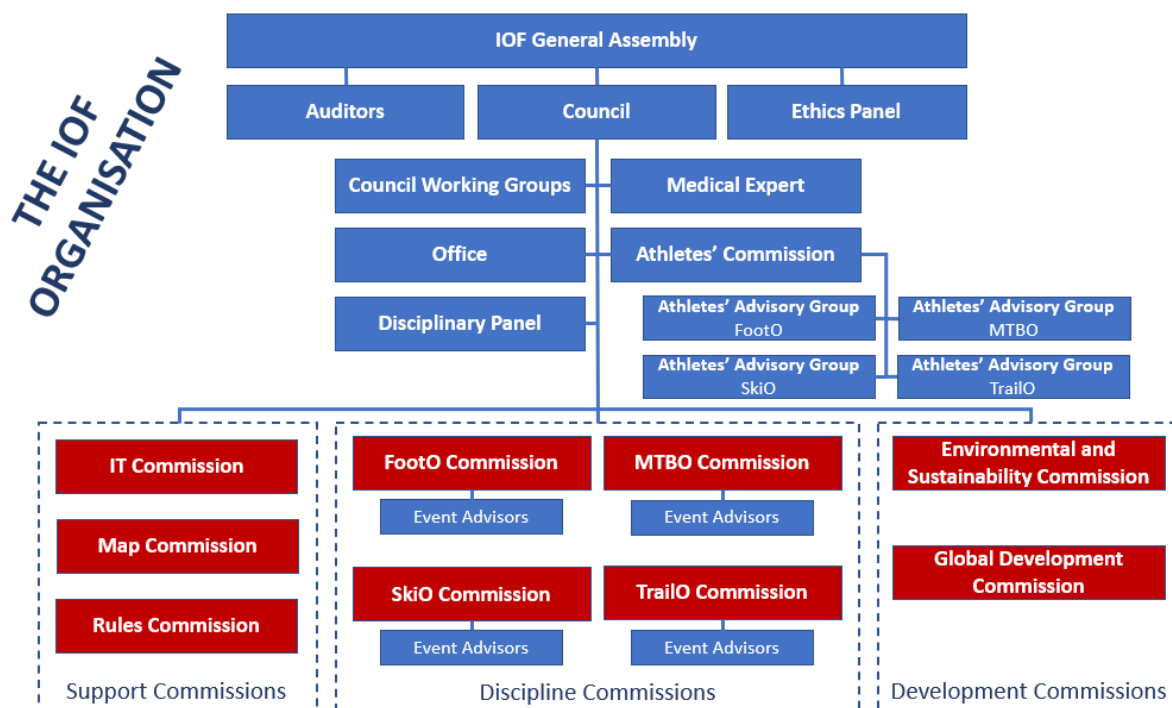 THE IOF
ORGANISATION
IOF General Assembly
Auditors
Council
Ethics Panel
Council Working Groups
Medical Expert
Office
Athletes’ Commission
Disciplinary Panel
Athletes’ Advisory Group
FootO
Athletes’ Advisory Group
MTBO
Athletes’ Advisory Group
SkiO
Athletes’ Advisory Group
TrailO
IT Commission
Map Commission
Rules Commission
Support Commissions
FootO Commission
Event Advisors
MTBO Commission
Event Advisors
SkiO Commission
Event Advisors
TrailO Commission
Event Advisors
Discipline Commissions
Environmental and
Sustainability Commission
Global Development
Commission
Development Commissions